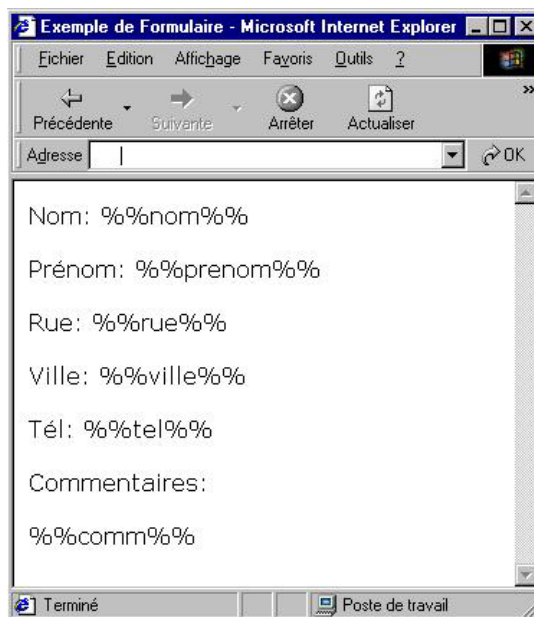 Exemple de Formulaire - Microsoft Internet Explorer
Fichier Edition Affichage Favoris Outils ?
Précédente Suivante Arrêter Actualiser »
Adresse OK
Nom: %%nom%%
Prénom: %%prenom%%
Rue: %%rue%%
Ville: %%ville%%
Tél: %%tel%%
Commentaires:
%%comm%%
Terminé Poste de travail